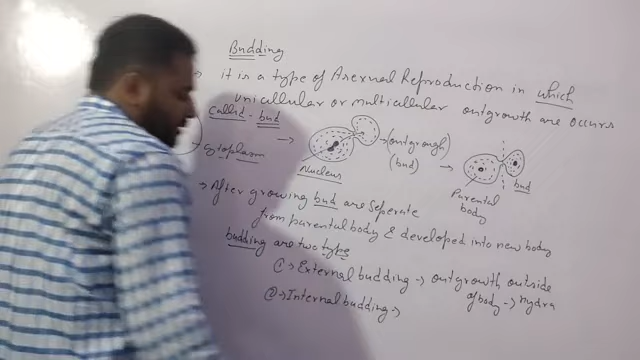 Budding
it is a type of Asexual Reproduction in which
unicellular or multicellular outgrowth are occurs
called - bud
→ outgrough
(bud)
cytoplasm
Nucleus
Parental
body
bud
→ After growing bud are seperate
from parental body & developed into new body
budding are two types
① → External budding → outgrowth outside
of body → Hydra
② → Internal budding →